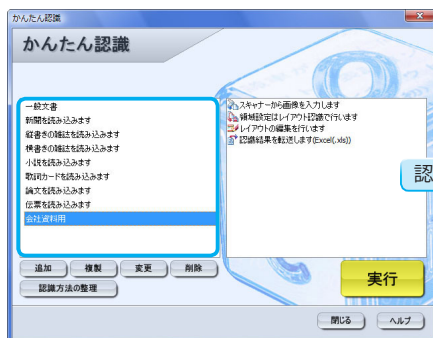 かんたん認識
かんたん認識
一般文書
新聞を読み込みます
縦書きの雑誌を読み込みます
横書きの雑誌を読み込みます
小説を読み込みます
歌詞カードを読み込みます
論文を読み込みます
伝票を読み込みます
会社資料用
スキャナーから画像を入力します
領域設定はレイアウト認識で行います
レイアウトの編集を行います
認識結果を転送します(Excel(.xls))
認
追加
複製
変更
削除
認識方法の整理
実行
閉じる
ヘルプ